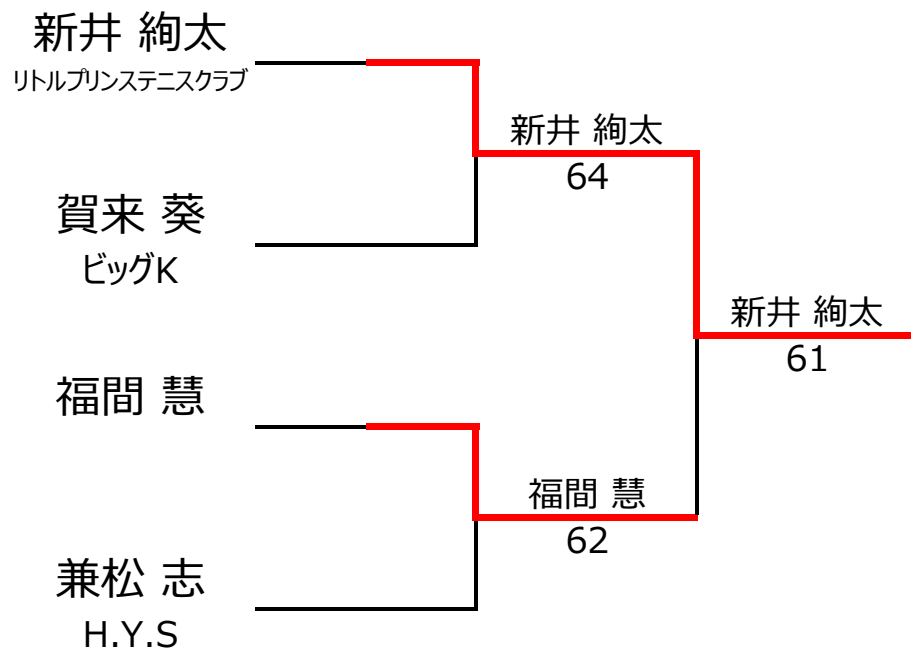 新井 絢太
リトルプリンステニスクラブ
新井 絢太
64
賀来 葵
ビッグK
新井 絢太
61
福間 慧
福間 慧
62
兼松 志
H.Y.S